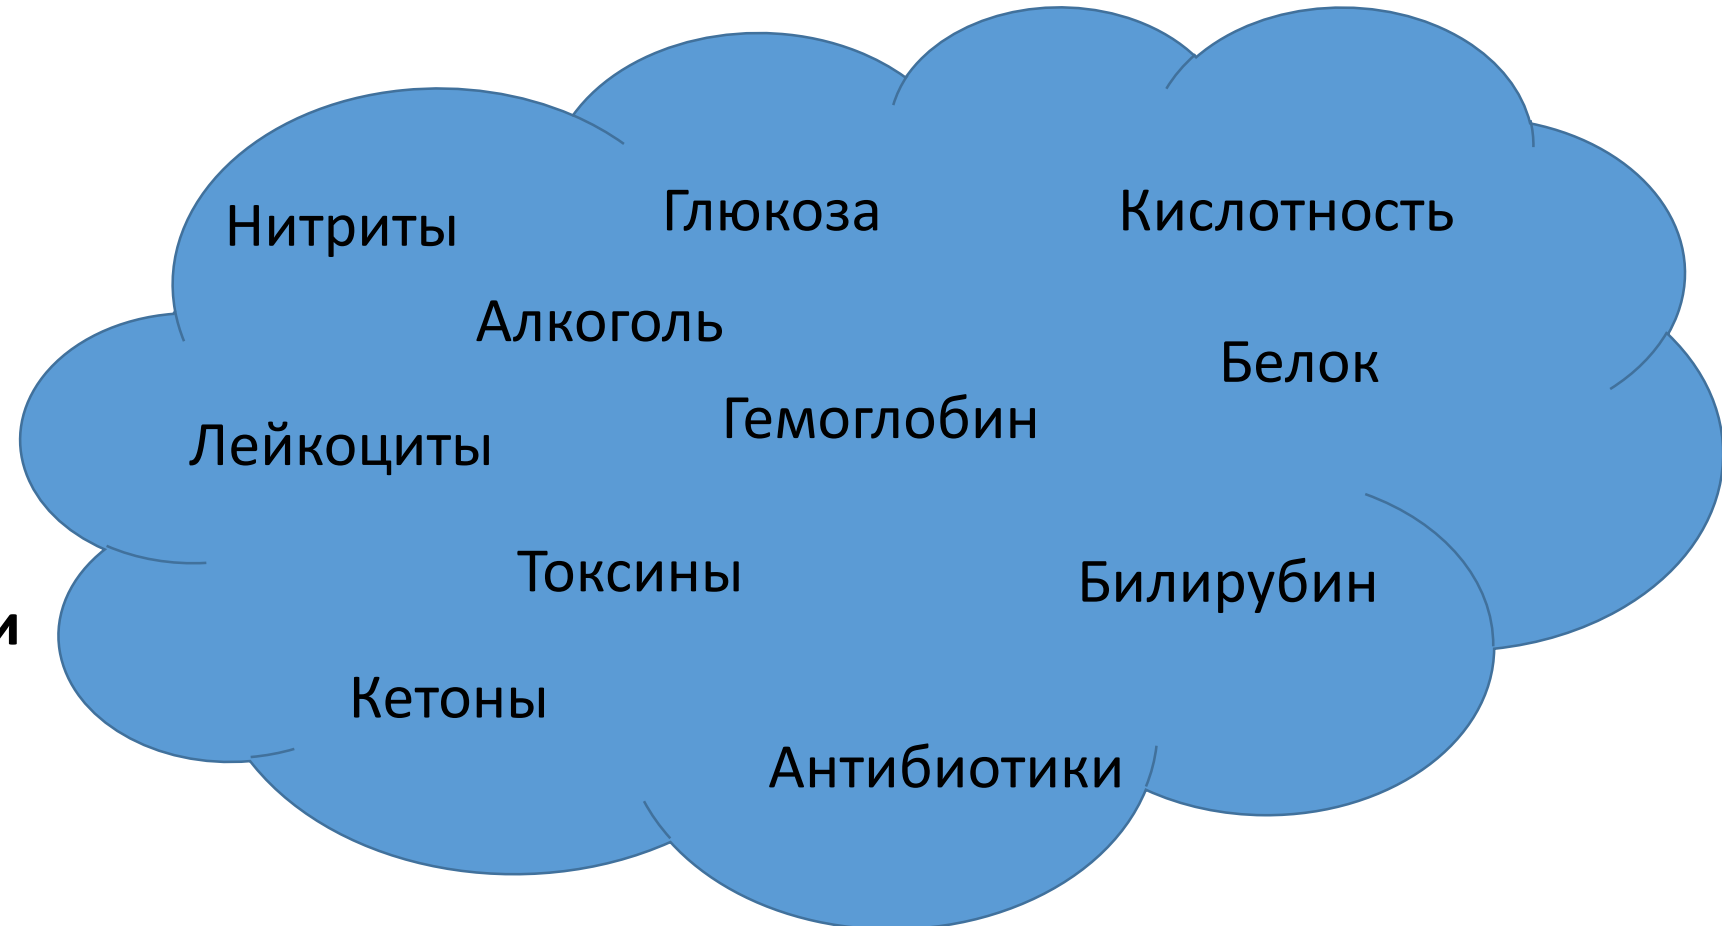 Нитриты
Глюкоза
Кислотность
Алкоголь
Белок
Гемоглобин
Лейкоциты
Токсины
Билирубин
и
Кетоны
Антибиотики